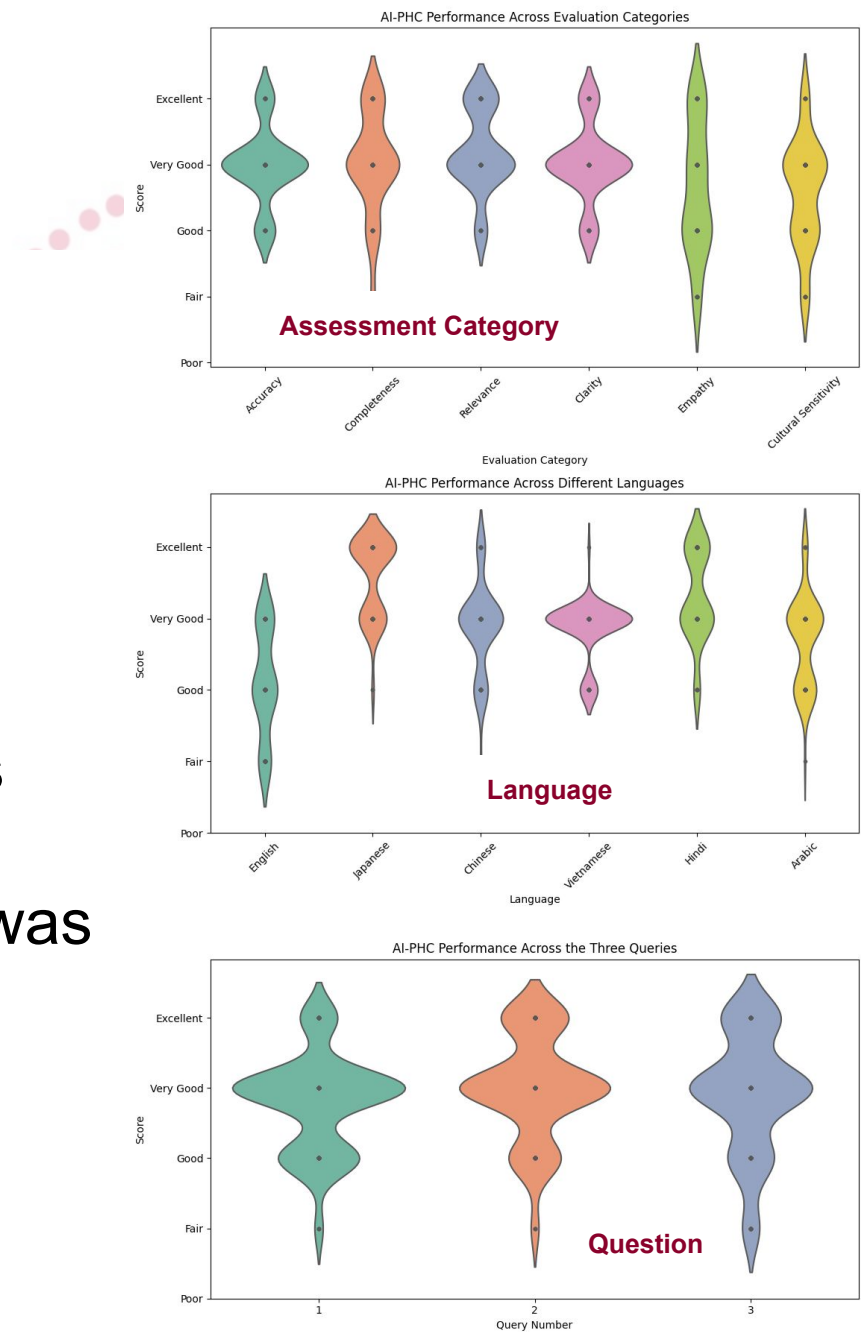 AI-PHC Performance Across Evaluation Categories
Excellent
Very Good
Good
Fair
Poor
Score
Assessment Category
Accuracy
Completeness
Relevance
Clarity
Empathy
Cultural Sensitivity
Evaluation Category
AI-PHC Performance Across Different Languages
Excellent
Very Good
Good
Fair
Poor
Score
s
Language
English
Japanese
Chinese
Vietnamese
Hindi
Arabic
Language
was
AI-PHC Performance Across the Three Queries
Excellent
Very Good
Good
Fair
Poor
Score
Question
1
2
3
Query Number